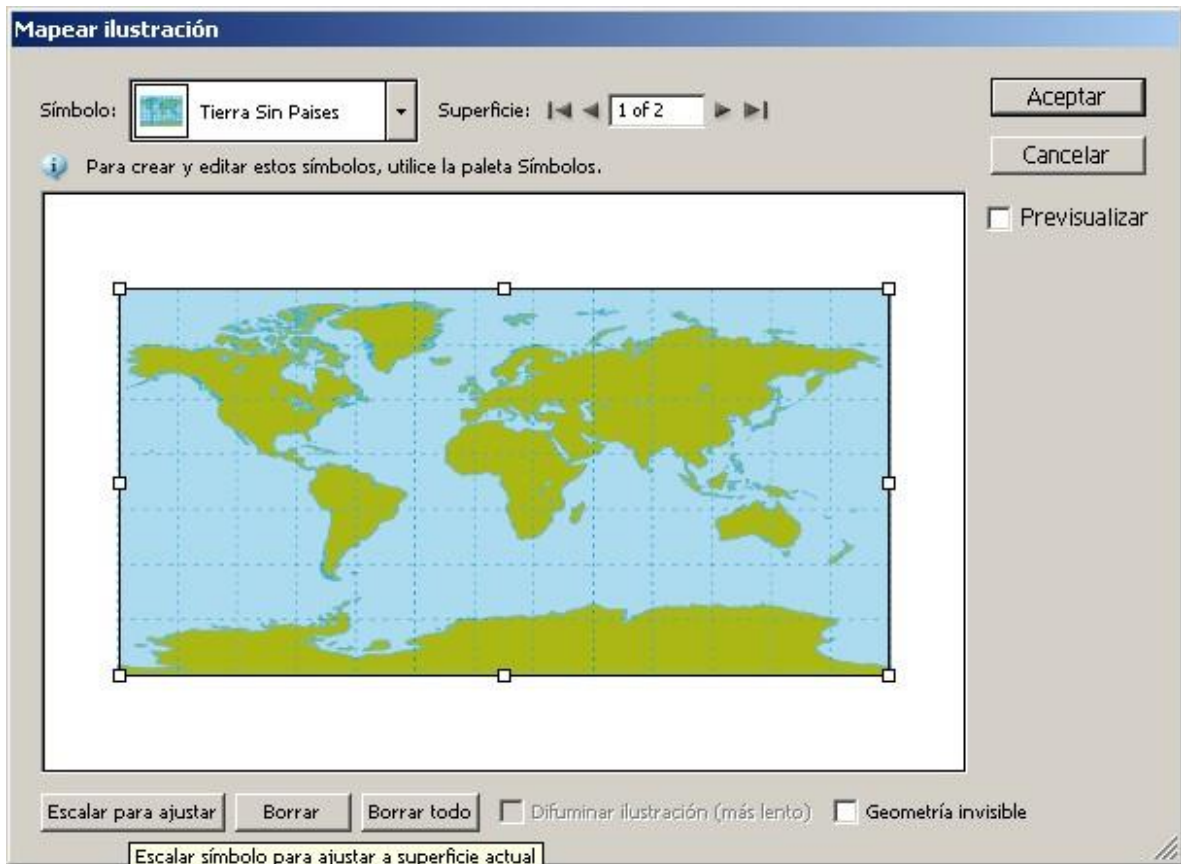 Mapear ilustración
Símbolo: Tierra Sin Paises Superficie: 1 of 2
Aceptar
Para crear y editar estos símbolos, utilice la paleta Símbolos.
Cancelar
Previsualizar
Escalar para ajustar Borrar Borrar todo Difuminar ilustración (más lento) Geometría invisible
Escalar símbolo para ajustar a superficie actual